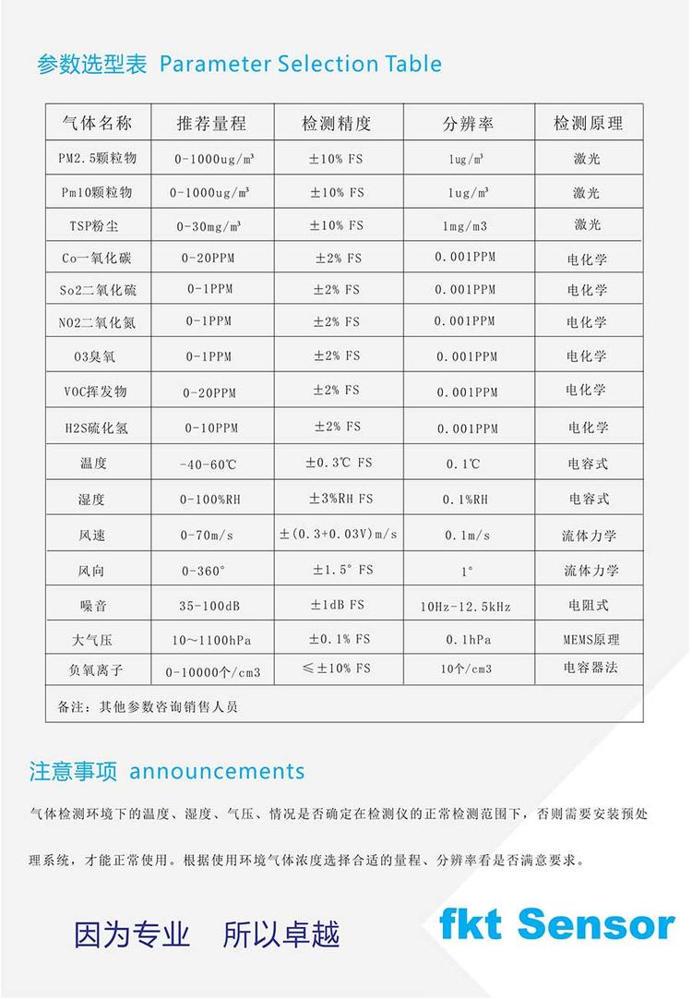 参数选型表 Parameter Selection Table
气体名称 推荐量程 检测精度 分辨率 检测原理
PM2.5颗粒物 0-1000ug/m³ ±10% FS 1ug/m³ 激光
Pm10颗粒物 0-1000ug/m³ ±10% FS 1ug/m³ 激光
TSP粉尘 0-30mg/m³ ±10% FS 1mg/m3 激光
Co一氧化碳 0-20PPM ±2% FS 0.001PPM 电化学
So2二氧化硫 0-1PPM ±2% FS 0.001PPM 电化学
NO2二氧化氮 0-1PPM ±2% FS 0.001PPM 电化学
O3臭氧 0-1PPM ±2% FS 0.001PPM 电化学
VOC挥发物 0-20PPM ±2% FS 0.001PPM 电化学
H2S硫化氢 0-10PPM ±2% FS 0.001PPM 电化学
温度 -40-60℃ ±0.3℃ FS 0.1℃ 电容式
湿度 0-100%RH ±3%RH FS 0.1%RH 电容式
风速 0-70m/s ±(0.3+0.03V)m/s 0.1m/s 流体力学
风向 0-360° ±1.5° FS 1° 流体力学
噪音 35-100dB ±1dB FS 10Hz-12.5kHz 电阻式
大气压 10～1100hPa ±0.1% FS 0.1hPa MEMS原理
负氧离子 0-10000个/cm3 ≤±10% FS 10个/cm3 电容器法
备注：其他参数咨询销售人员
注意事项 announcements
气体检测环境下的温度、湿度、气压、情况是否确定在检测仪的正常检测范围下，否则需要安装预处
理系统，才能正常使用。根据使用环境气体浓度选择合适的量程、分辨率看是否满意要求。
因为专业 所以卓越
fkt Sensor